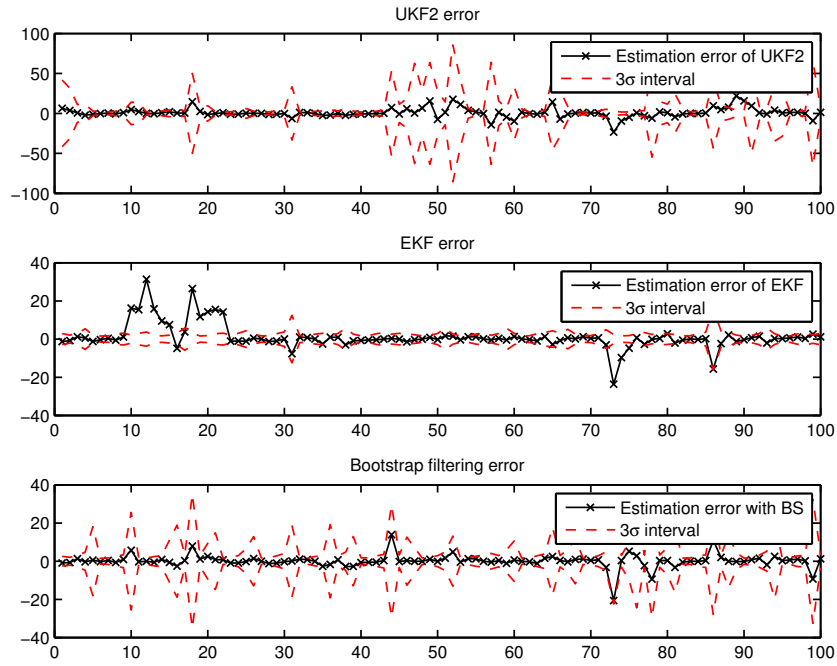 UKF2 error
100
50
0
−50
−100
Estimation error of UKF2
3σ interval
0 10 20 30 40 50 60 70 80 90 100
EKF error
40
20
0
−20
−40
Estimation error of EKF
3σ interval
0 10 20 30 40 50 60 70 80 90 100
Bootstrap filtering error
40
20
0
−20
−40
Estimation error with BS
3σ interval
0 10 20 30 40 50 60 70 80 90 100